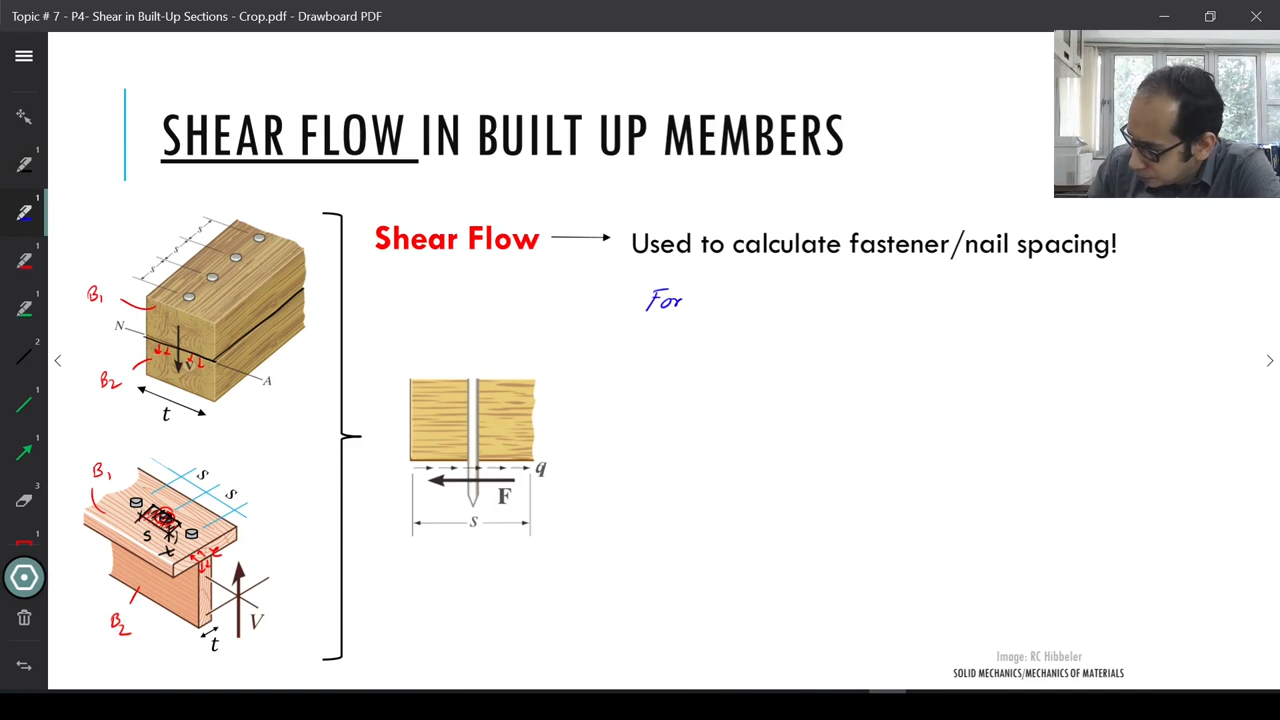 Topic # 7 - P4- Shear in Built-Up Sections - Crop.pdf - Drawboard PDF
SHEAR FLOW IN BUILT UP MEMBERS
Shear Flow
Used to calculate fastener/nail spacing!
For
s
s
s
B1
N
B2
A
t
q
F
s
B1
s
s
s
t
B2
V
t
Image: RC Hibbeler
SOLID MECHANICS/MECHANICS OF MATERIALS